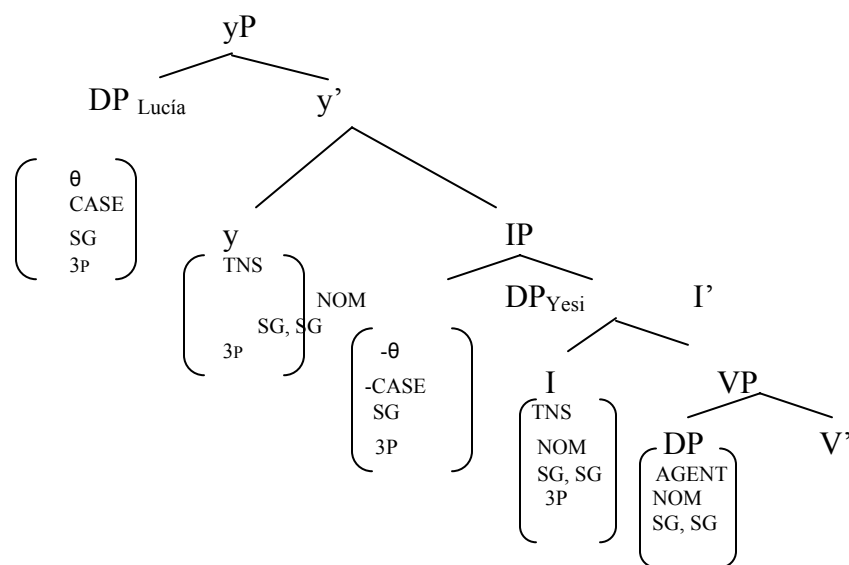 yP
DP Lucía y’
θ
CASE
SG
3P
y IP
TNS
NOM
SG, SG
3P
DPYesi I’
-θ
-CASE
SG
3P
I VP
TNS
NOM
SG, SG
3P
DP V’
AGENT
NOM
SG, SG